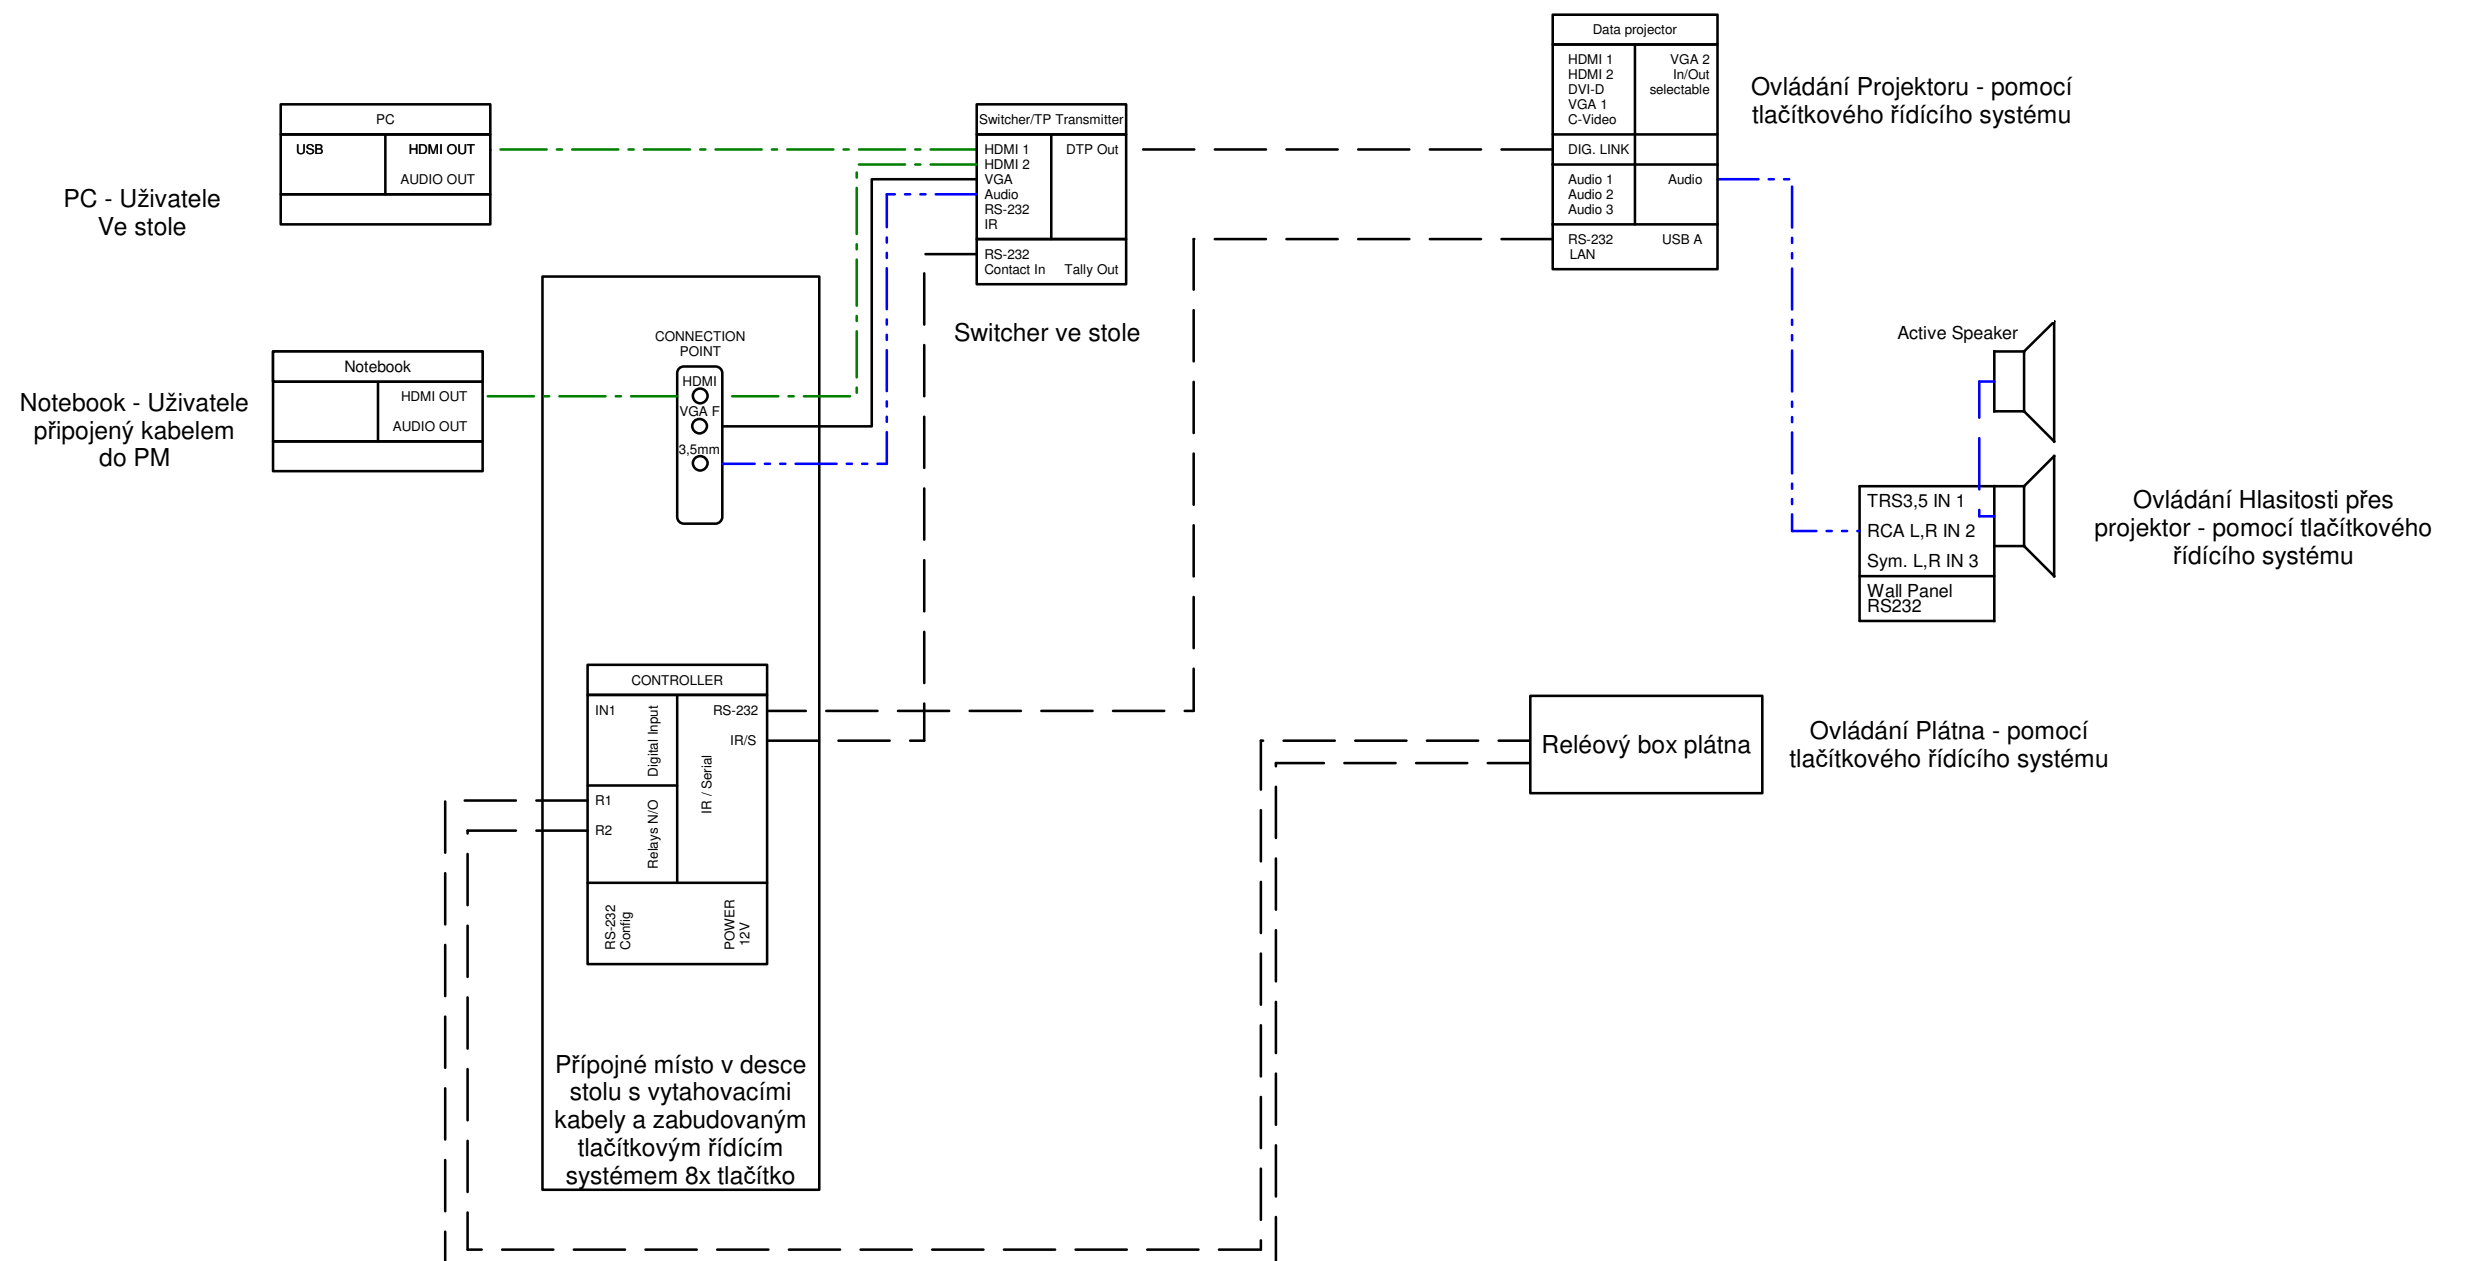 PC
USB
HDMI OUT
AUDIO OUT
PC - Uživatele
Ve stole
Notebook
HDMI OUT
AUDIO OUT
Notebook - Uživatele
připojený kabelem
do PM
CONNECTION
POINT
HDMI
VGA F
3,5mm
CONTROLLER
IN1
Digital Input
RS-232
IR/S
IR / Serial
R1
R2
Relays N/O
RS-232
Config
POWER
12V
Přípojné místo v desce
stolu s vytahovacími
kabely a zabudovaným
tlačítkovým řídícím
systémem 8x tlačítko
Switcher/TP Transmitter
HDMI 1
HDMI 2
VGA
Audio
RS-232
IR
DTP Out
RS-232
Contact In
Tally Out
Switcher ve stole
Data projector
HDMI 1
HDMI 2
DVI-D
VGA 1
C-Video
VGA 2
In/Out
selectable
DIG. LINK
Audio 1
Audio 2
Audio 3
Audio
RS-232
LAN
USB A
Ovládání Projektoru - pomocí
tlačítkového řídícího systému
Active Speaker
TRS3,5 IN 1
RCA L,R IN 2
Sym. L,R IN 3
Wall Panel
RS232
Ovládání Hlasitosti přes
projektor - pomocí tlačítkového
řídícího systému
Reléový box plátna
Ovládání Plátna - pomocí
tlačítkového řídícího systému